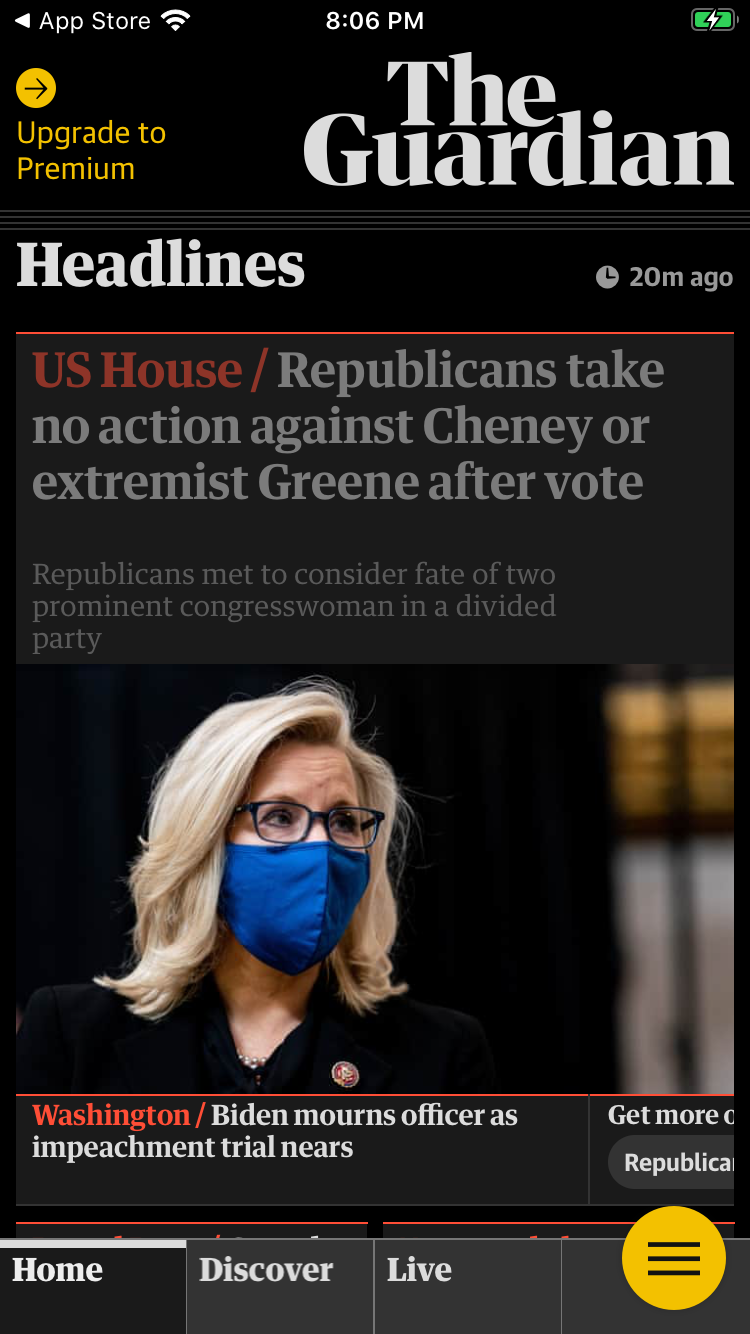 App Store
8:06 PM
Upgrade to
Premium
The
Guardian
Headlines
20m ago
US House / Republicans take
no action against Cheney or
extremist Greene after vote
Republicans met to consider fate of two
prominent congresswoman in a divided
party
Washington / Biden mourns officer as
impeachment trial nears
Get more o
Republica
Home
Discover
Live